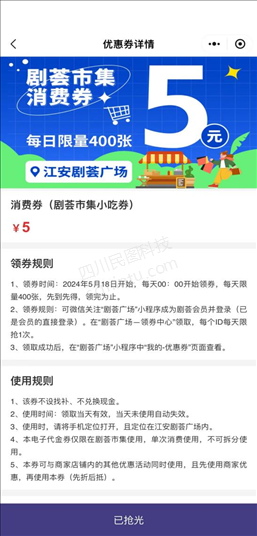 优惠券详情
剧荟市集
消费券
每日限量400张
江安剧荟广场
5元
消费券（剧荟市集小吃券）
￥5
领券规则
1、领券时间：2024年5月18日开始，每天00：00开始领券，每天限
量400张，先到先得，领完为止。
2、领券规则：可微信关注“剧荟广场”小程序成为剧荟会员并登录（已
是会员的直接登录）。在“剧荟广场—领券中心”领取，每个ID每天限
抢1次。
3、领取成功后，在“剧荟广场”小程序中“我的-优惠券”页面查看。
使用规则
1、该券不设找补、不兑换现金。
2、使用时间：领取当天有效，当天未使用自动失效。
3、使用时，请将手机定位打开，且定位在江安剧荟广场内。
4、本电子代金券仅限在剧荟市集使用，单次消费使用，不可拆分使
用。
5、本券可与商家店铺内的其他优惠活动同时使用，且先使用商家优
惠，再使用本券（先折后抵）。
已抢光
四川民图科技